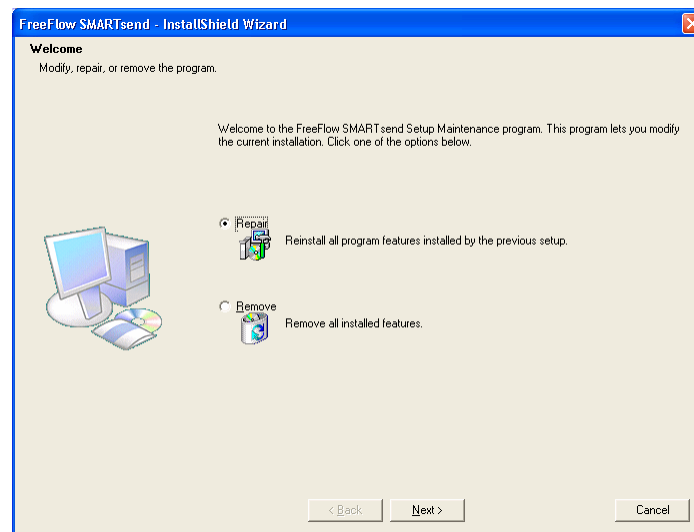 FreeFlow SMARTsend - InstallShield Wizard
Welcome
Modify, repair, or remove the program.
Welcome to the FreeFlow SMARTsend Setup Maintenance program. This program lets you modify
the current installation. Click one of the options below.
Repair
Reinstall all program features installed by the previous setup.
Remove
Remove all installed features.
< Back
Next >
Cancel